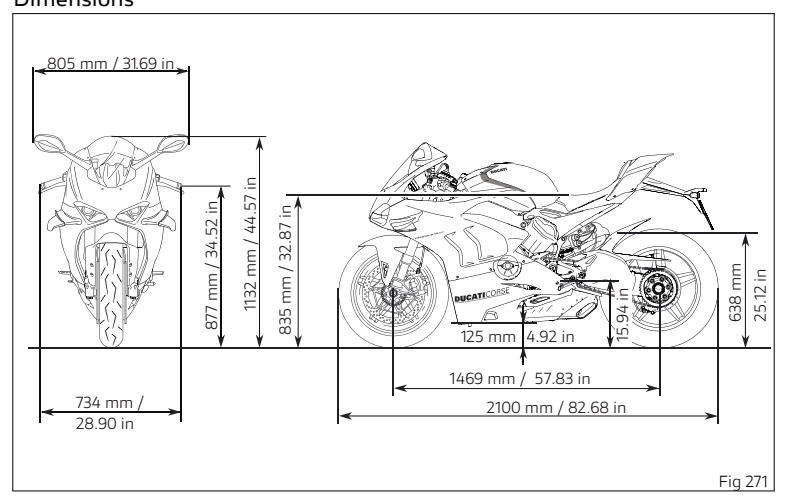 Dimensions
805 mm / 31.69 in
877 mm / 34.52 in
1132 mm / 44.57 in
835 mm / 32.87 in
DUCATI
DUCATICORSE
125 mm 4.92 in
15.94 in
638 mm
25.12 in
1469 mm / 57.83 in
734 mm /
28.90 in
2100 mm / 82.68 in
Fig 271